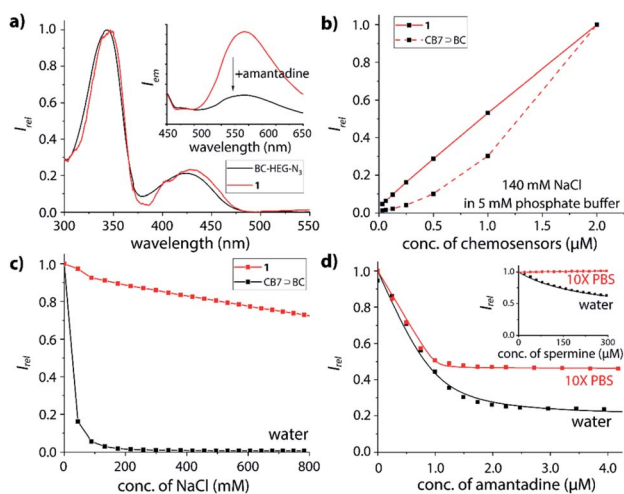 a)
I_rel
1.0
0.8
0.6
0.4
0.2
0.0
300 350 400 450 500 550
wavelength (nm)
I_em
+amantadine
450 500 550 600 650
wavelength (nm)
BC-HEG-N₃
1
b)
I_rel
1.0
0.8
0.6
0.4
0.2
0.0
0.0 0.5 1.0 1.5 2.0
conc. of chemosensors (µM)
1
CB7⊃BC
140 mM NaCl
in 5 mM phosphate buffer
c)
I_rel
1.0
0.8
0.6
0.4
0.2
0.0
0 200 400 600 800
conc. of NaCl (mM)
1
CB7⊃BC
water
d)
I_rel
1.0
0.8
0.6
0.4
0.2
0.0
0.0 1.0 2.0 3.0 4.0
conc. of amantadine (µM)
10X PBS
water
I_rel
1.0
0.5
0.0
0 100 200 300
conc. of spermine (µM)
10X PBS
water